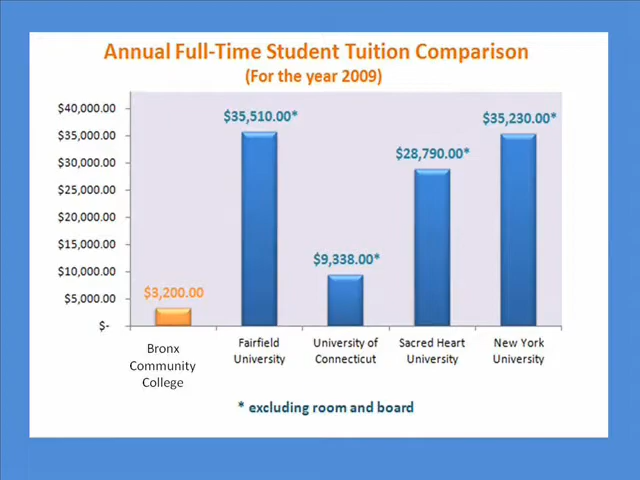 Annual Full-Time Student Tuition Comparison
(For the year 2009)
$40,000.00
$35,000.00
$30,000.00
$25,000.00
$20,000.00
$15,000.00
$10,000.00
$5,000.00
$-
$3,200.00
$35,510.00*
$9,338.00*
$28,790.00*
$35,230.00*
Bronx
Community
College
Fairfield
University
University of
Connecticut
Sacred Heart
University
New York
University
* excluding room and board